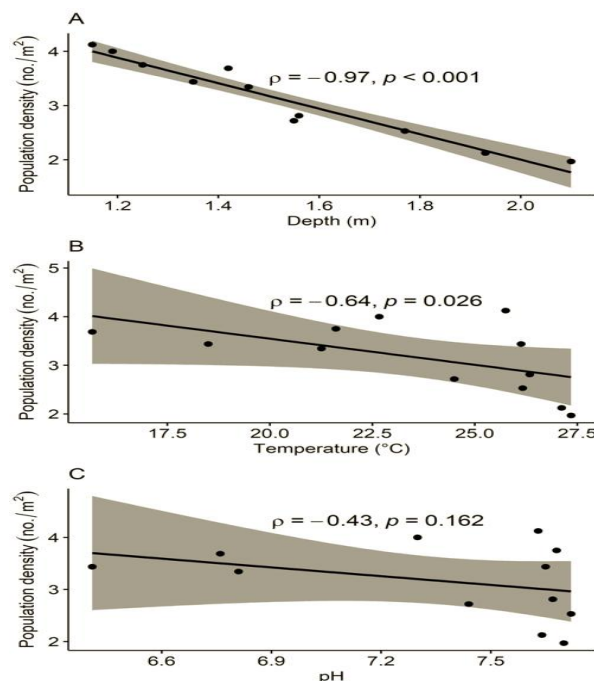 A
Population density (no./m²)
4
3
2
ρ = −0.97, p < 0.001
1.2 1.4 1.6 1.8 2.0
Depth (m)
B
Population density (no./m²)
5
4
3
2
ρ = −0.64, p = 0.026
17.5 20.0 22.5 25.0 27.5
Temperature (°C)
C
Population density (no./m²)
4
3
2
ρ = −0.43, p = 0.162
6.6 6.9 7.2 7.5
pH